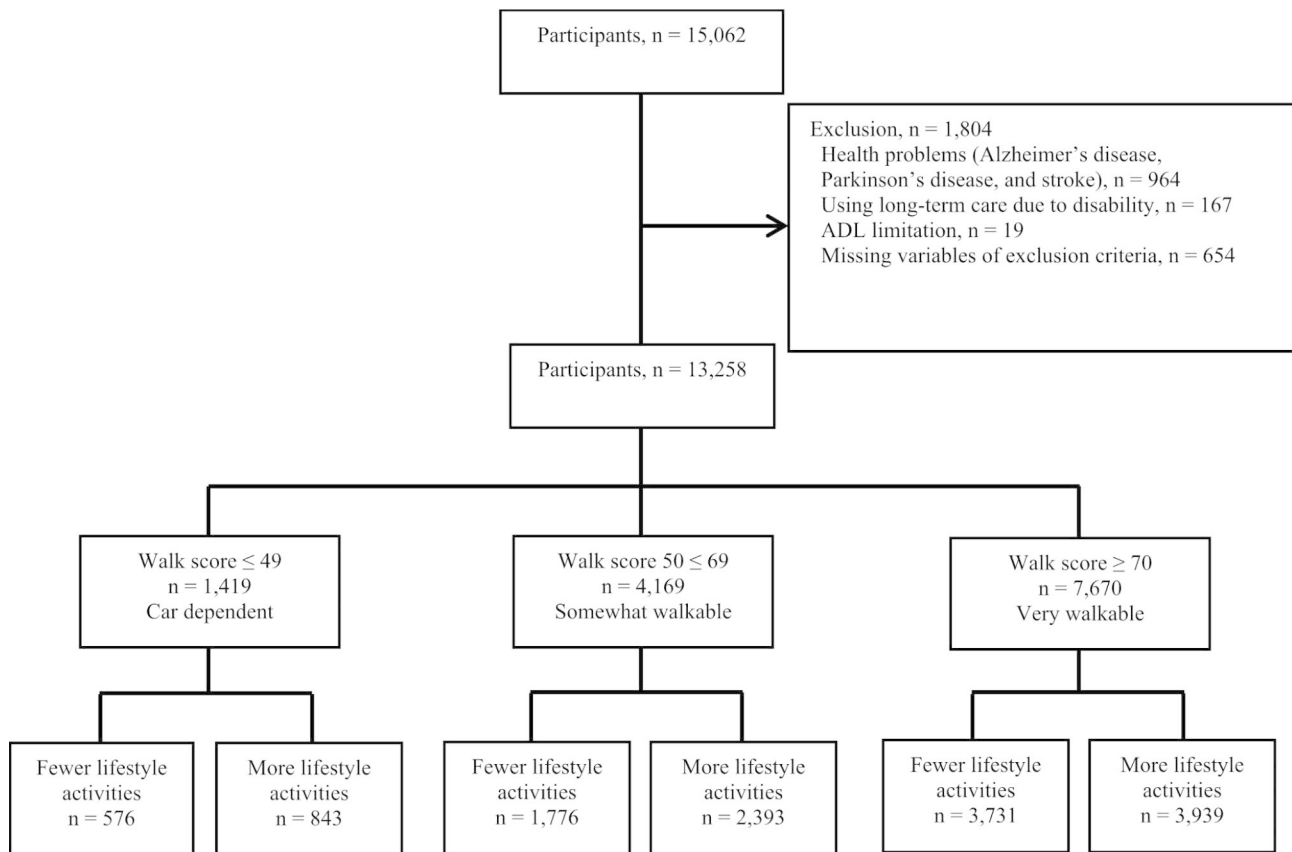 Participants, n = 15,062
Exclusion, n = 1,804
Health problems (Alzheimer’s disease,
Parkinson’s disease, and stroke), n = 964
Using long-term care due to disability, n = 167
ADL limitation, n = 19
Missing variables of exclusion criteria, n = 654
Participants, n = 13,258
Walk score ≤ 49
n = 1,419
Car dependent
Walk score 50 ≤ 69
n = 4,169
Somewhat walkable
Walk score ≥ 70
n = 7,670
Very walkable
Fewer lifestyle
activities
n = 576
More lifestyle
activities
n = 843
Fewer lifestyle
activities
n = 1,776
More lifestyle
activities
n = 2,393
Fewer lifestyle
activities
n = 3,731
More lifestyle
activities
n = 3,939